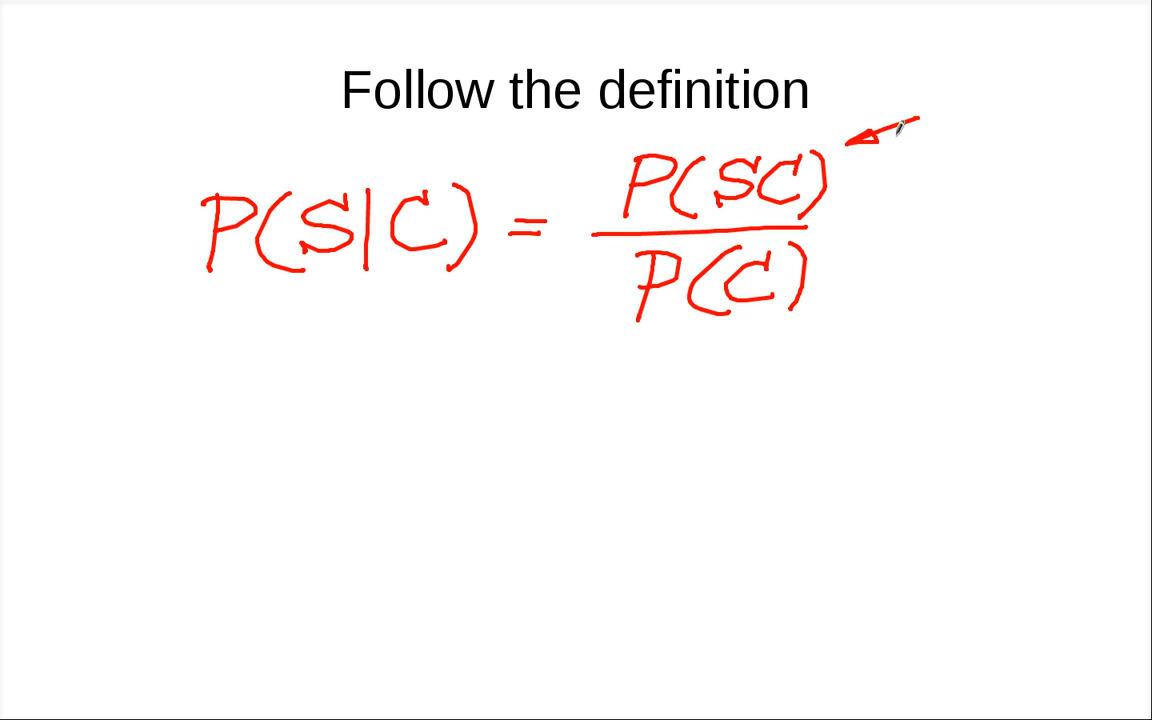 Follow the definition
P(S|C) = P(SC)
P(C)